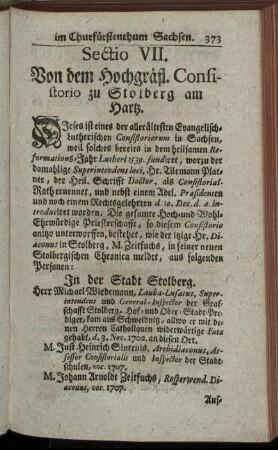 im Churfürstenthum Sachsen. 373
Sectio VII.
Von dem Hochgräfl. Consi-
storio zu Stolberg am
Hartz.
Dieses ist eines der allerältesten Evangelisch-
Lutherischen Consistorien in Sachsen,
weil solches bereits in dem heilsamen Re-
formations-Jahr Lutheri 1539. fundiret, worzu der
damahlige Superintendens loci, Hr. Tilemann Plat-
ner, der Heil. Schrifft Doctor, als Consistorial-
Rath ernennet, und nebst einem Adel. Præsidenten
und noch einem Rechtsgelehrten d. 10. Dec. d. a. in-
troduciret worden. Die gesamte Hoch-und Wohl-
Ehrwürdige Priesterschafft, so diesem Consistorio
anitzo unterworffen, bestehet, wie der itzige Hr. Di-
aconus in Stolberg, M. Zeitfuchs, in seiner neuen
Stolbergischen Chronica meldet, aus folgenden
Personen:
In der Stadt Stolberg.
Herr Michael Wiedemann, Lauba-Lusatus, Super-
intendens und General-Inspector der Graf-
schafft Stolberg, Hof- und Ober-Stadt-Pre-
diger, kam aus Schweidnitz, allwo er mit de-
nen Herren Catholiquen widerwärtige Fata
gehabt, d. 3. Nov. 1702. an diesen Ort.
M. Just Heinrich Sintenis, Archidiaconus, As-
sessor Consistorialis und Inspector der Stadt-
schulen, voc. 1707.
M. Johann Arnoldt Zeitfuchs, Rosperwend. Di-
aconus, voc. 1707.
Aus-